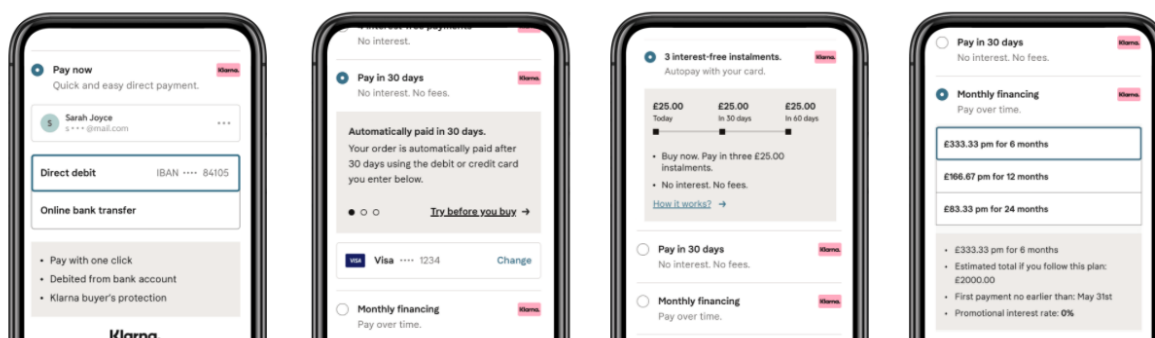 Pay now
Klarna.
Quick and easy direct payment.
S
Sarah Joyce
s••• @mail.com
•••
Direct debit
IBAN •••• 84105
Online bank transfer
• Pay with one click
• Debited from bank account
• Klarna buyer's protection
Klarna.
4 interest-free payments
Klarna.
No interest.
Pay in 30 days
Klarna.
No interest. No fees.
Automatically paid in 30 days.
Your order is automatically paid after
30 days using the debit or credit card
you enter below.
Try before you buy →
VISA
Visa •••• 1234
Change
Monthly financing
Klarna.
Pay over time.
3 interest-free instalments.
Klarna.
Autopay with your card.
£25.00 £25.00 £25.00
Today In 30 days In 60 days
• Buy now. Pay in three £25.00
instalments.
• No interest. No fees.
How it works? →
Pay in 30 days
Klarna.
No interest. No fees.
Monthly financing
Klarna.
Pay over time.
Pay in 30 days
Klarna.
No interest. No fees.
Monthly financing
Klarna.
Pay over time.
£333.33 pm for 6 months
£166.67 pm for 12 months
£83.33 pm for 24 months
• £333.33 pm for 6 months
• Estimated total if you follow this plan:
£2000.00
• First payment no earlier than: May 31st
• Promotional interest rate: 0%